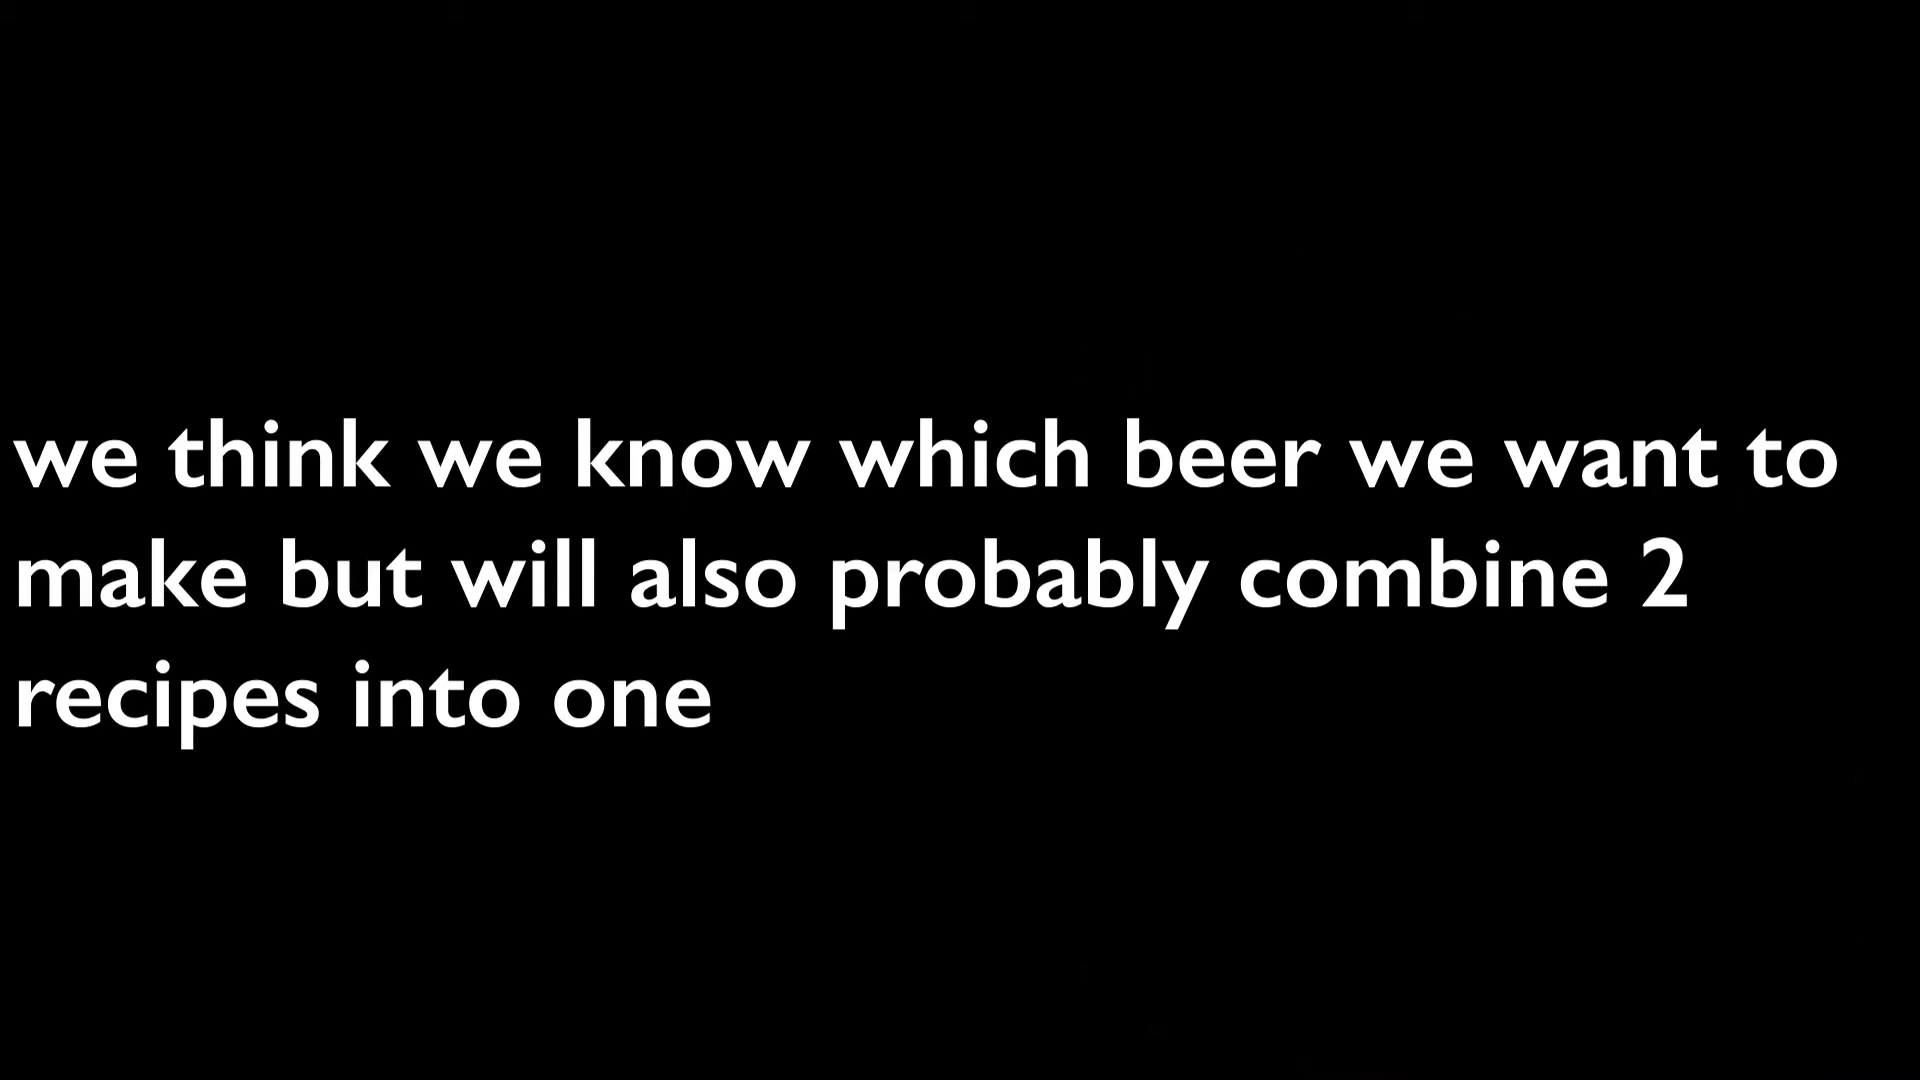 we think we know which beer we want to
make but will also probably combine 2
recipes into one